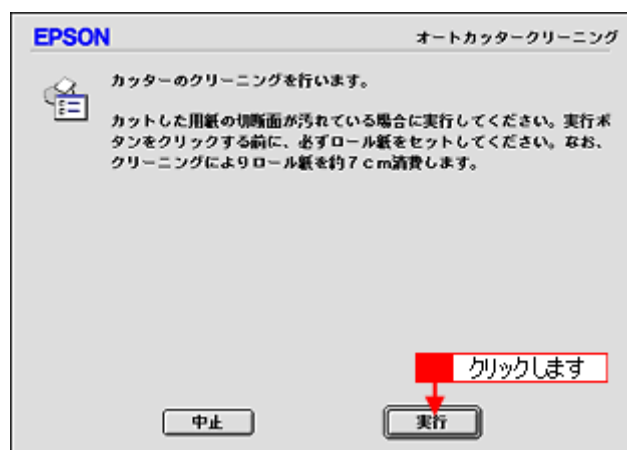 EPSON
オートカッタークリーニング
カッターのクリーニングを行います。
カットした用紙の切断面が汚れている場合に実行してください。実行ボ
タンをクリックする前に、必ずロール紙をセットしてください。なお、
クリーニングによりロール紙を約７ｃｍ消費します。
クリックします
中止
実行